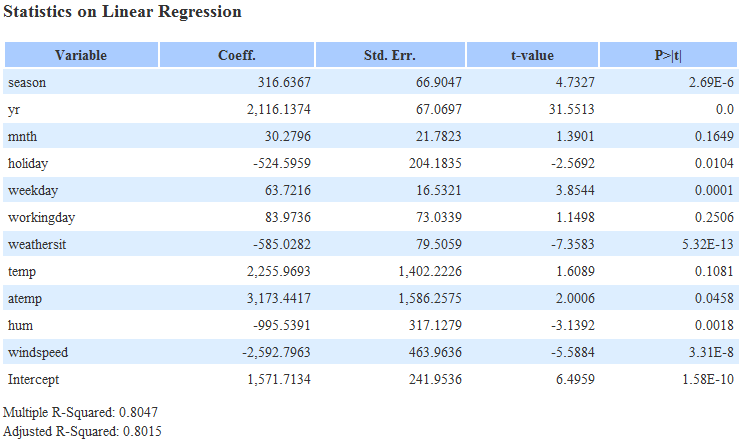 Statistics on Linear Regression
Variable Coeff. Std. Err. t-value P>|t|
season 316.6367 66.9047 4.7327 2.69E-6
yr 2,116.1374 67.0697 31.5513 0.0
mnth 30.2796 21.7823 1.3901 0.1649
holiday -524.5959 204.1835 -2.5692 0.0104
weekday 63.7216 16.5321 3.8544 0.0001
workingday 83.9736 73.0339 1.1498 0.2506
weathersit -585.0282 79.5059 -7.3583 5.32E-13
temp 2,255.9693 1,402.2226 1.6089 0.1081
atemp 3,173.4417 1,586.2575 2.0006 0.0458
hum -995.5391 317.1279 -3.1392 0.0018
windspeed -2,592.7963 463.9636 -5.5884 3.31E-8
Intercept 1,571.7134 241.9536 6.4959 1.58E-10
Multiple R-Squared: 0.8047
Adjusted R-Squared: 0.8015